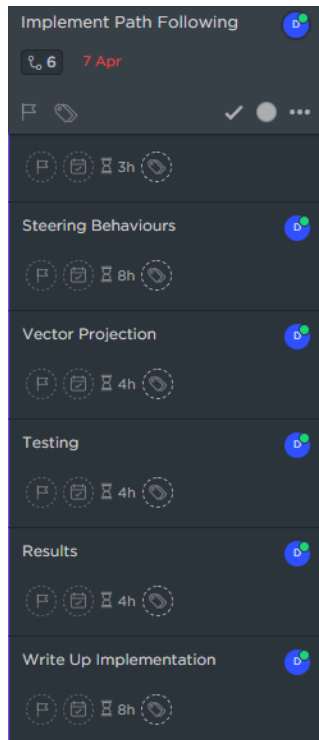 Implement Path Following D
6 7 Apr
3h
Steering Behaviours D
8h
Vector Projection D
4h
Testing D
4h
Results D
4h
Write Up Implementation D
8h